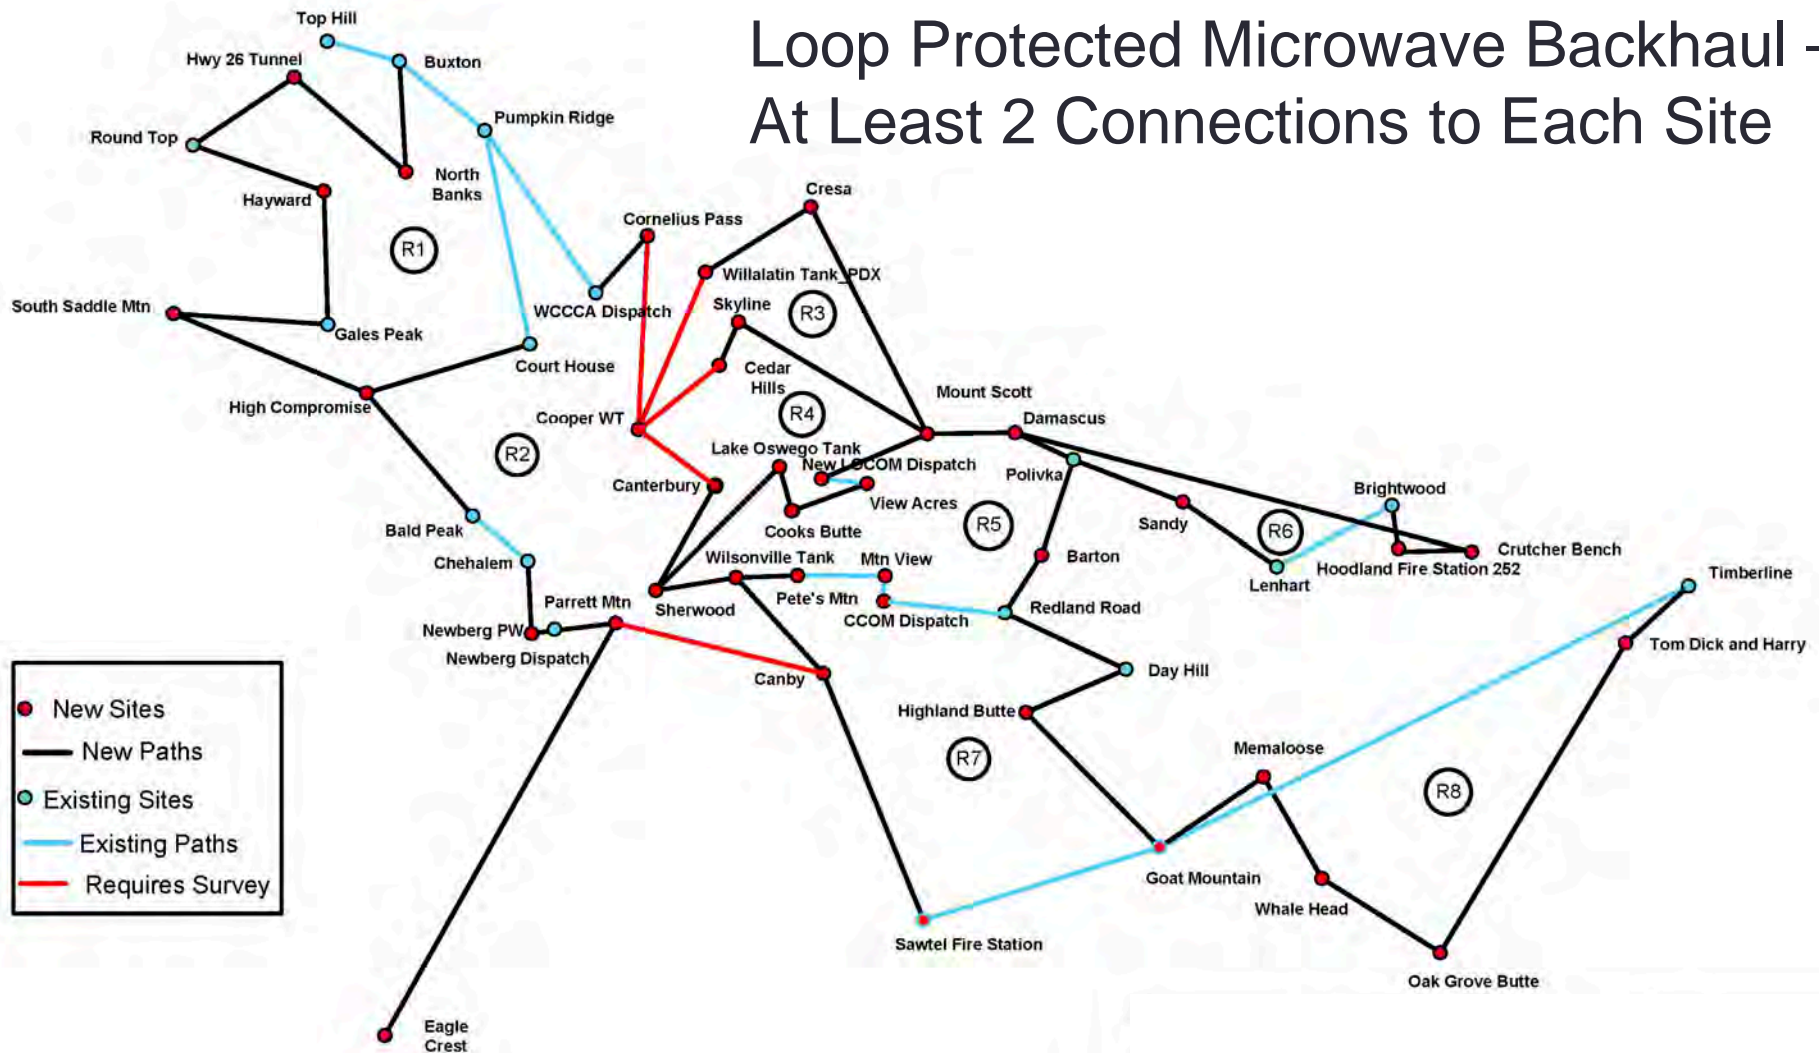 Loop Protected Microwave Backhaul -
At Least 2 Connections to Each Site
Top Hill
Hwy 26 Tunnel
Buxton
Pumpkin Ridge
Round Top
North
Banks
Hayward
Cresa
Cornelius Pass
R1
Willalatin Tank_PDX
South Saddle Mtn
WCCCA Dispatch
Skyline
R3
Gales Peak
Court House
Cedar
Hills
Mount Scott
High Compromise
Cooper WT
R4
Damascus
R2
Lake Oswego Tank
New LOCOM Dispatch
Polivka
Canterbury
View Acres
Brightwood
Bald Peak
Cooks Butte
R5
Sandy
R6
Chehalem
Wilsonville Tank
Mtn View
Barton
Crutcher Bench
Hoodland Fire Station 252
Lenhart
Timberline
Parrett Mtn
Sherwood
Pete's Mtn
CCOM Dispatch
Redland Road
Newberg PW
Newberg Dispatch
Tom Dick and Harry
Canby
Day Hill
Highland Butte
New Sites
New Paths
Existing Sites
Existing Paths
Requires Survey
R7
Memaloose
R8
Goat Mountain
Whale Head
Sawtel Fire Station
Oak Grove Butte
Eagle
Crest